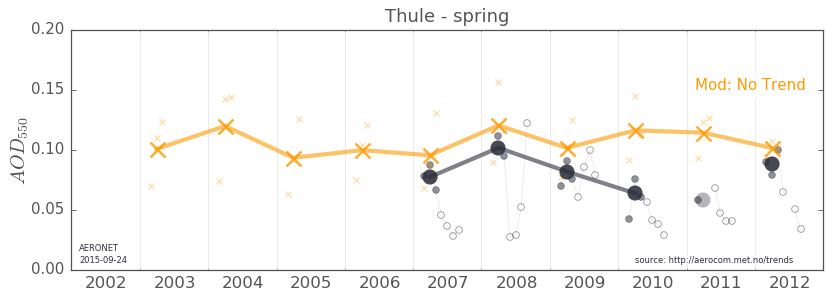 Thule - spring
0.20
0.15
0.10
0.05
0.00
AOD550
Mod: No Trend
AERONET
2015-09-24
source: http://aerocom.met.no/trends
2002 2003 2004 2005 2006 2007 2008 2009 2010 2011 2012